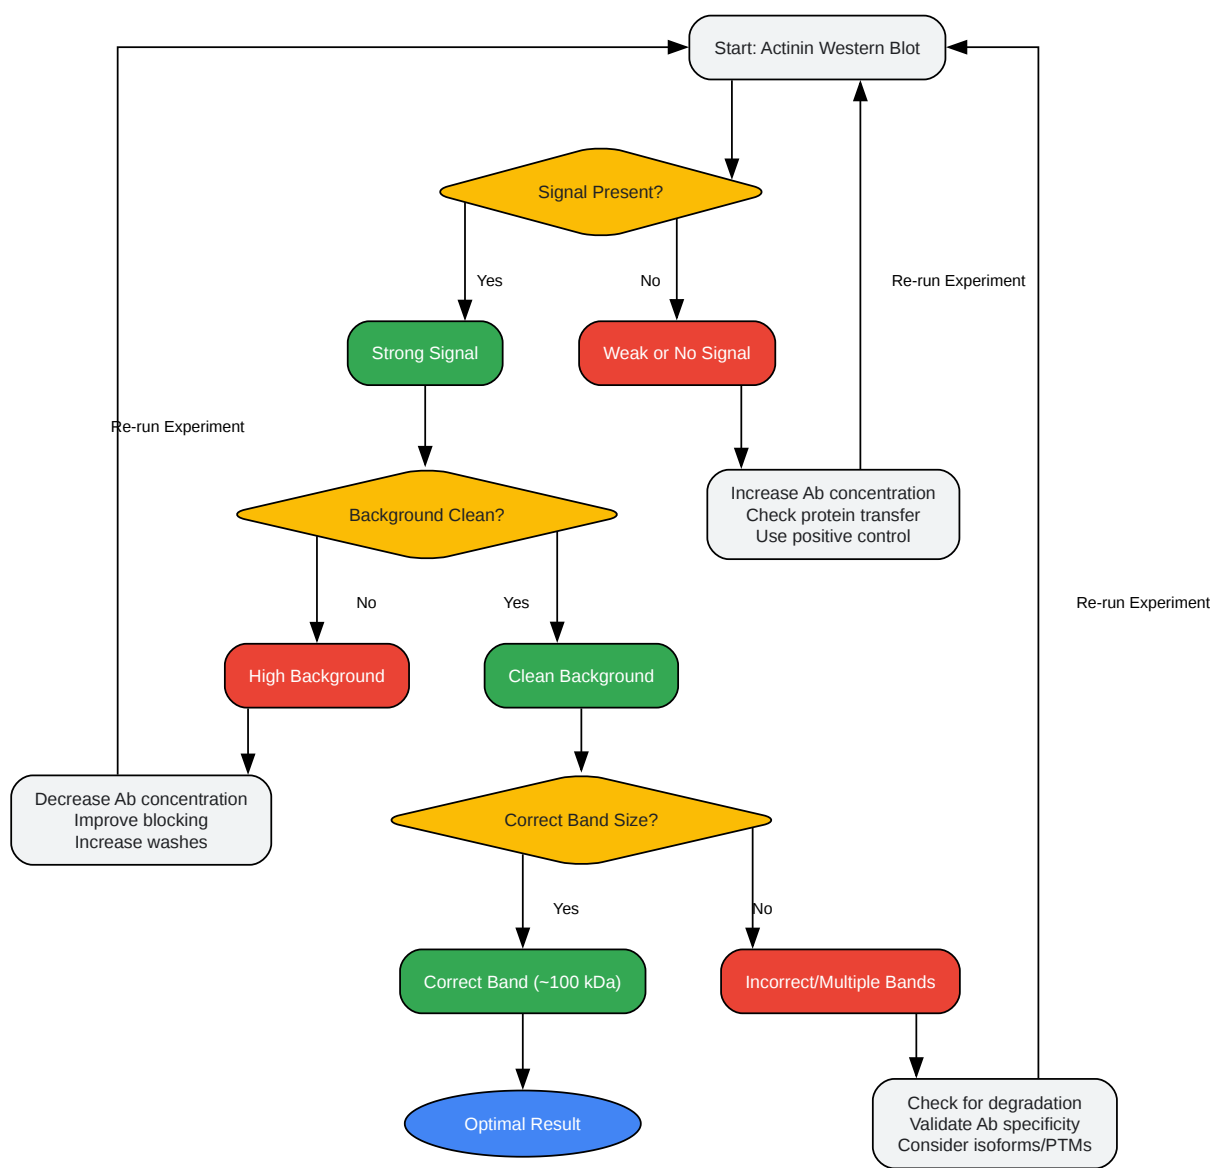 Start: Actinin Western Blot
Signal Present?
Yes
No
Re-run Experiment
Strong Signal
Weak or No Signal
Re-run Experiment
Increase Ab concentration
Check protein transfer
Use positive control
Background Clean?
No
Yes
Re-run Experiment
High Background
Clean Background
Decrease Ab concentration
Improve blocking
Increase washes
Correct Band Size?
Yes
No
Correct Band (~100 kDa)
Incorrect/Multiple Bands
Optimal Result
Check for degradation
Validate Ab specificity
Consider isoforms/PTMs